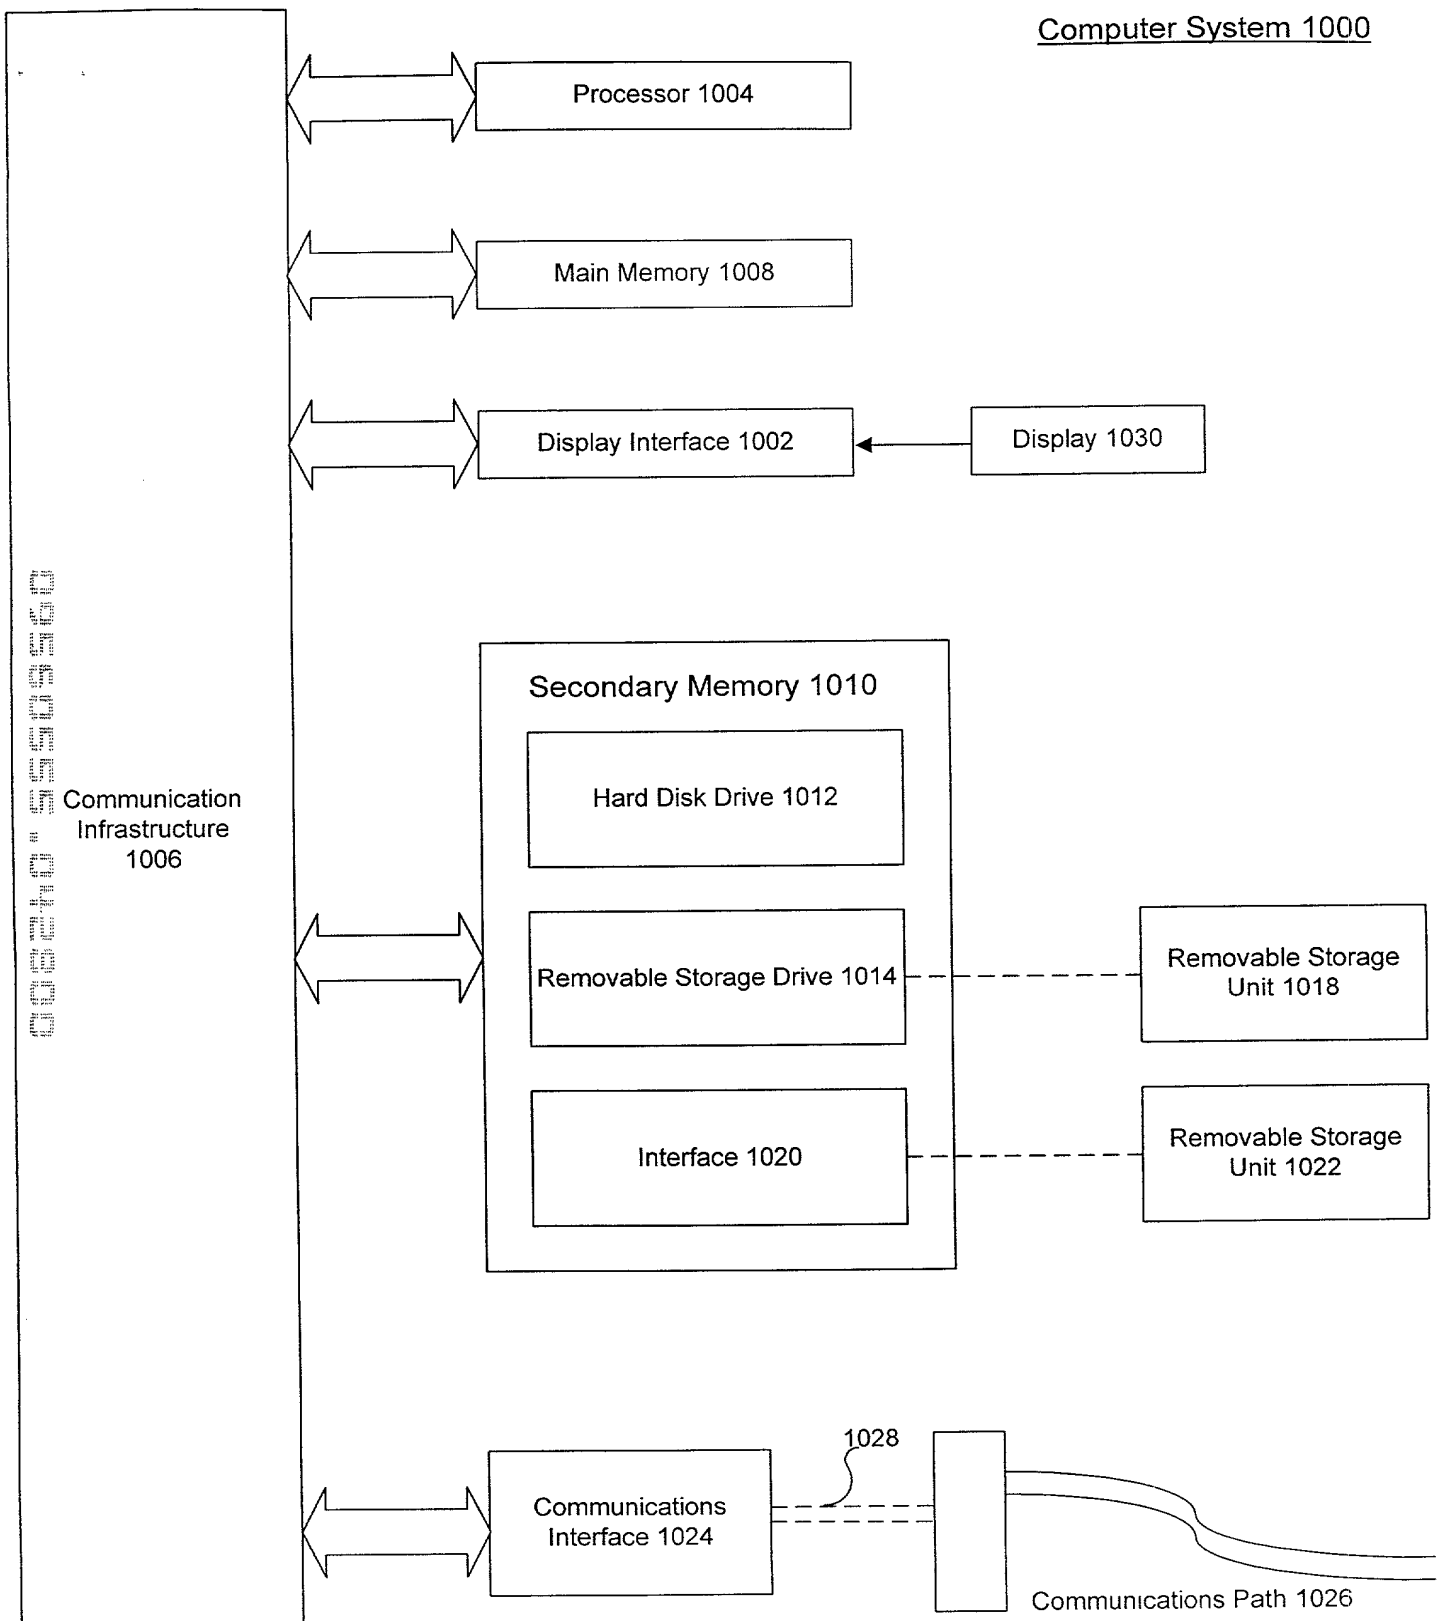 Computer System 1000
Processor 1004
Main Memory 1008
Display Interface 1002
Display 1030
Secondary Memory 1010
Hard Disk Drive 1012
Communication
Infrastructure
1006
Removable Storage Drive 1014
Removable Storage
Unit 1018
Interface 1020
Removable Storage
Unit 1022
1028
Communications
Interface 1024
Communications Path 1026